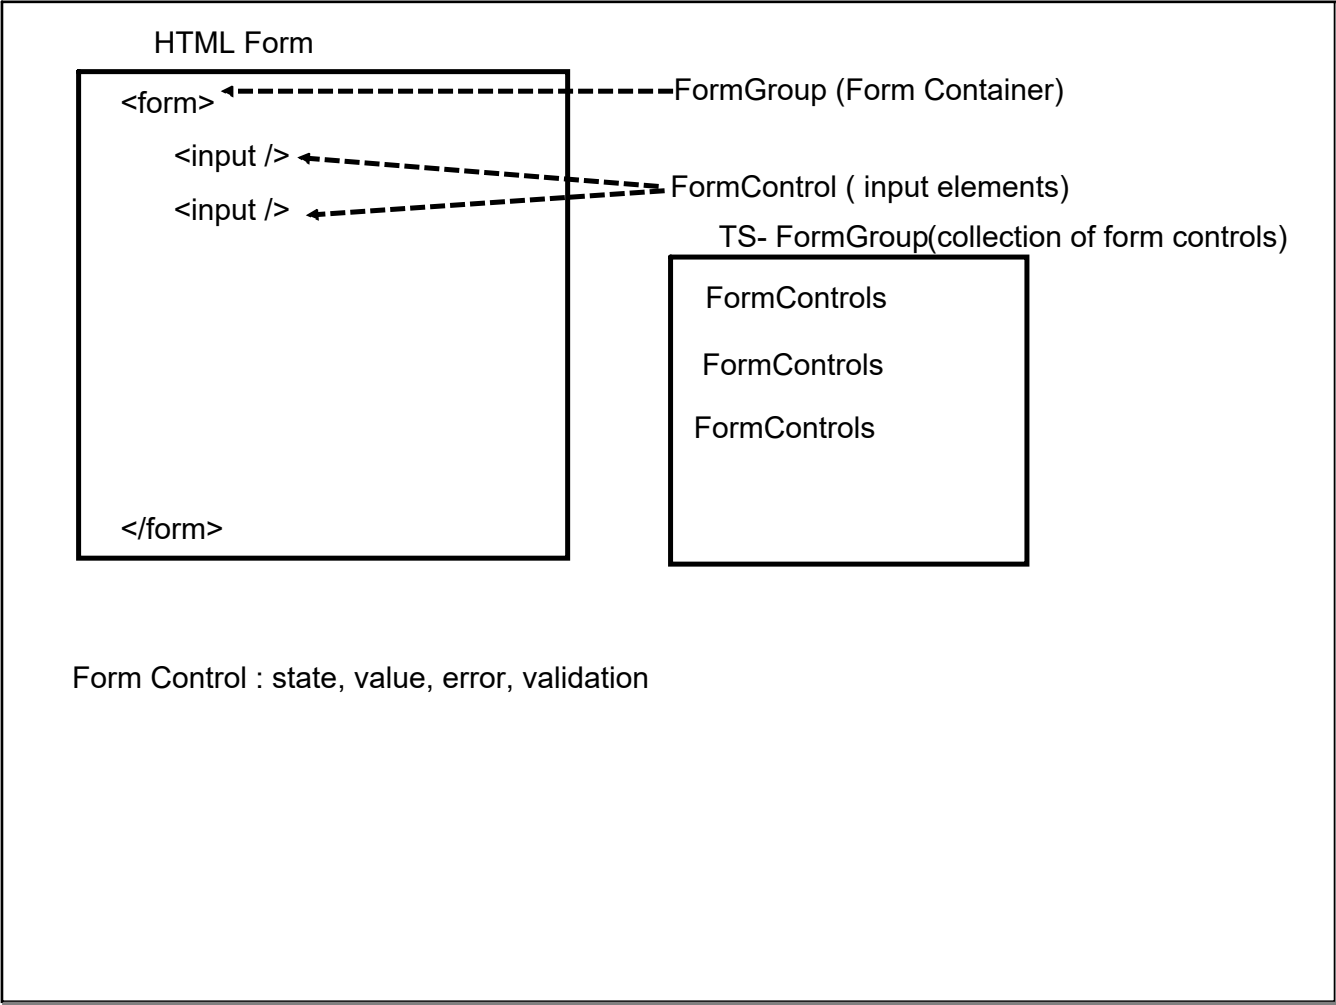 HTML Form
<form>
FormGroup (Form Container)
<input />
FormControl ( input elements)
<input />
TS- FormGroup(collection of form controls)
FormControls
FormControls
FormControls
</form>
Form Control : state, value, error, validation